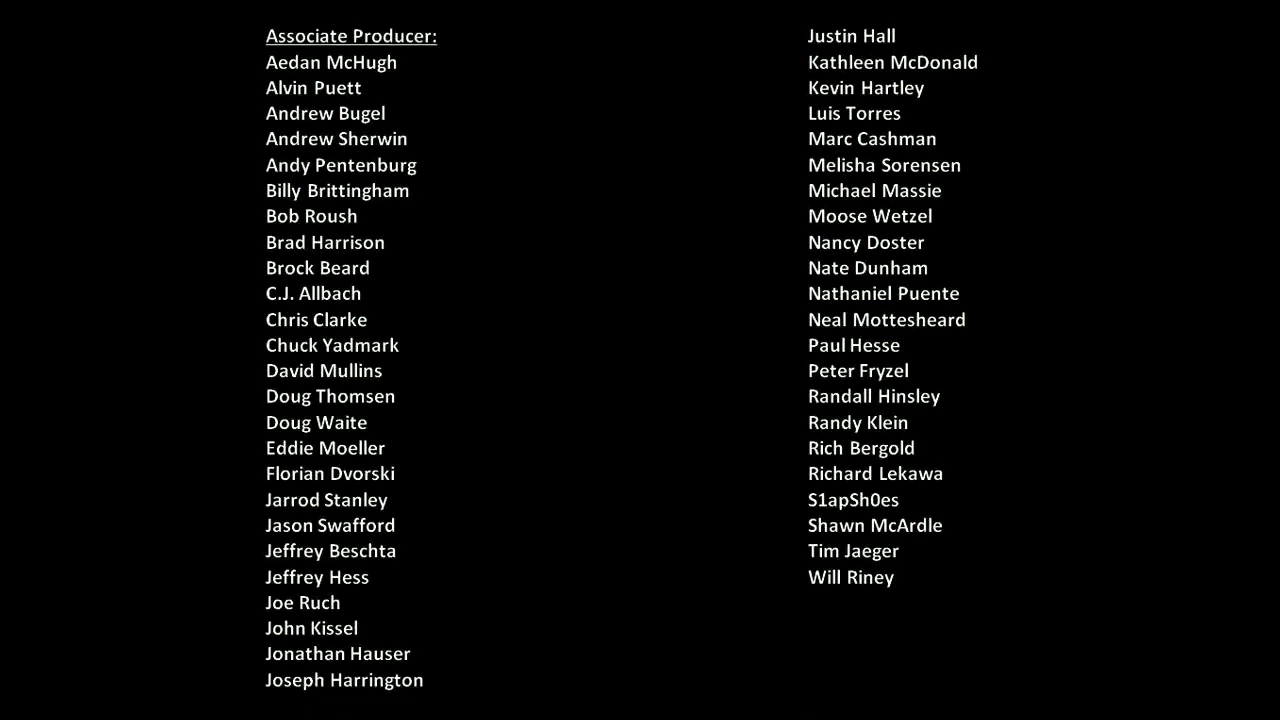 Associate Producer:
Aedan McHugh
Alvin Puett
Andrew Bugel
Andrew Sherwin
Andy Pentenburg
Billy Brittingham
Bob Roush
Brad Harrison
Brock Beard
C.J. Allbach
Chris Clarke
Chuck Yadmark
David Mullins
Doug Thomsen
Doug Waite
Eddie Moeller
Florian Dvorski
Jarrod Stanley
Jason Swafford
Jeffrey Beschta
Jeffrey Hess
Joe Ruch
John Kissel
Jonathan Hauser
Joseph Harrington
Justin Hall
Kathleen McDonald
Kevin Hartley
Luis Torres
Marc Cashman
Melisha Sorensen
Michael Massie
Moose Wetzel
Nancy Doster
Nate Dunham
Nathaniel Puente
Neal Mottesheard
Paul Hesse
Peter Fryzel
Randall Hinsley
Randy Klein
Rich Bergold
Richard Lekawa
S1apSh0es
Shawn McArdle
Tim Jaeger
Will Riney